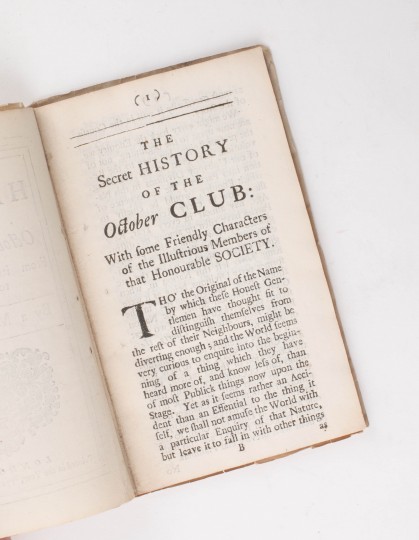 (1)
THE
Secret HISTORY
OF THE
October CLUB:
With ſome Friendly Characters
of the Illuſtrious Members of
that Honourable SOCIETY.
THO' the Original of the Name
by which theſe Honeſt Gen-
tlemen have thought fit to
diſtinguiſh themſelves from
the reſt of their Neighbours, might be
diverting enough; and the World ſeems
very curious to enquire into the begin-
ning of a thing which they have
heard more of, and know leſs of, than
of moſt Publick things now upon the
Stage. Yet as it ſeems rather an Acci-
dent than an Eſſential to the thing it
ſelf, we ſhall not amuſe the World with
a particular Enquiry of that Nature,
but leave it to fall in with other things
B
as